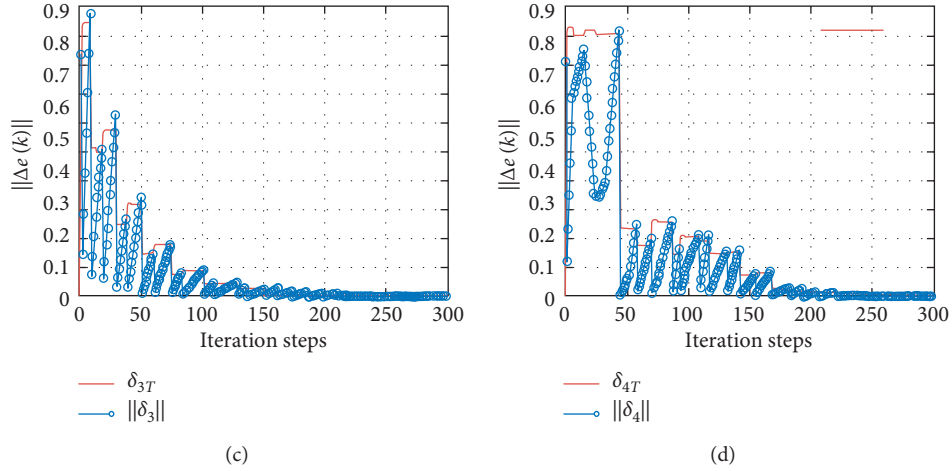 0.9
0.8
0.7
0.6
0.5
0.4
0.3
0.2
0.1
0
||Δe (k)||
0 50 100 150 200 250 300
Iteration steps
δ3T
||δ3||
(c)
0.9
0.8
0.7
0.6
0.5
0.4
0.3
0.2
0.1
0
||Δe (k)||
0 50 100 150 200 250 300
Iteration steps
δ4T
||δ4||
(d)